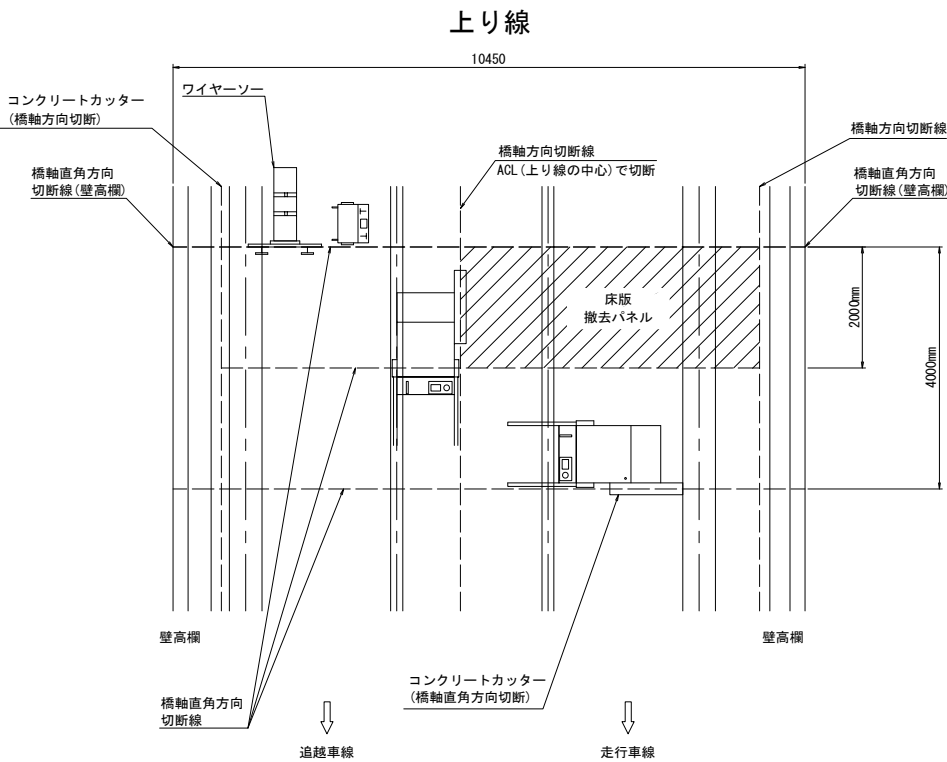 上り線
10450
ワイヤーソー
コンクリートカッター
(橋軸方向切断)
橋軸方向切断線
橋軸方向切断線
ACL(上り線の中心)で切断
橋軸直角方向
切断線(壁高欄)
橋軸直角方向
切断線(壁高欄)
床版
撤去パネル
2000mm
4000mm
壁高欄
壁高欄
コンクリートカッター
(橋軸直角方向切断)
橋軸直角方向
切断線
追越車線
走行車線